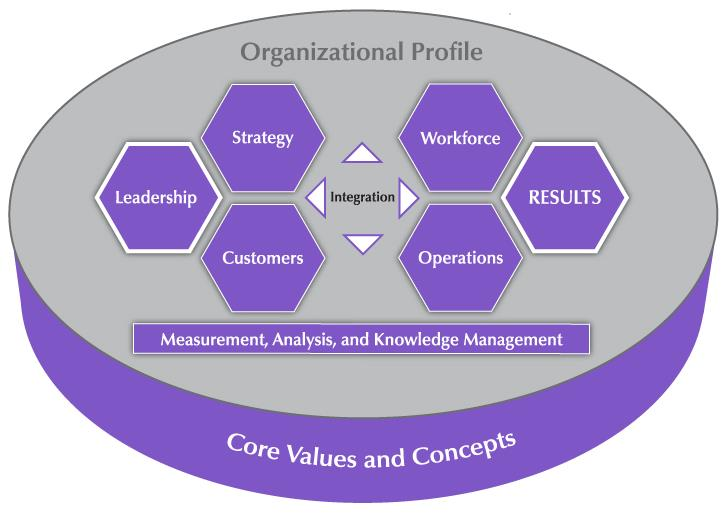 Organizational Profile
Strategy
Workforce
Leadership
Integration
RESULTS
Customers
Operations
Measurement, Analysis, and Knowledge Management
Core Values and Concepts